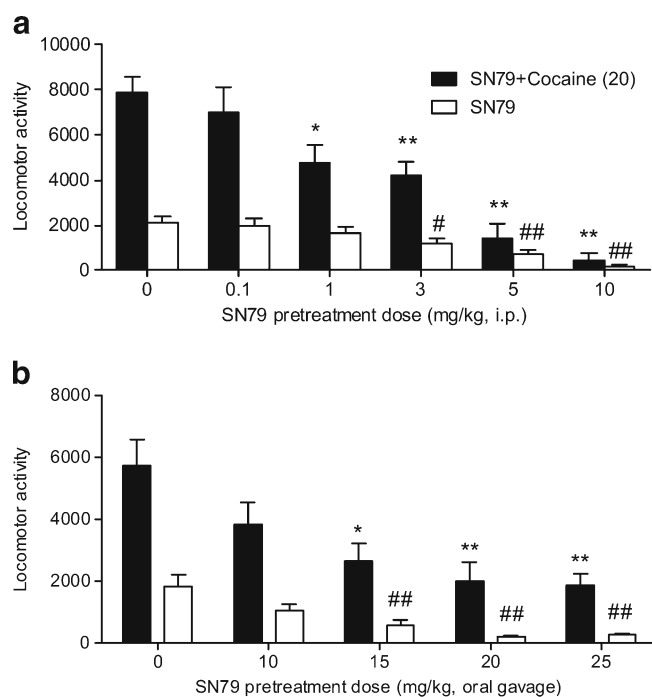 a
10000
8000
6000
4000
2000
0
Locomotor activity
SN79+Cocaine (20)
SN79
*
**
#
**
##
**
##
0 0.1 1 3 5 10
SN79 pretreatment dose (mg/kg, i.p.)
b
8000
6000
4000
2000
0
Locomotor activity
*
##
**
##
**
##
0 10 15 20 25
SN79 pretreatment dose (mg/kg, oral gavage)